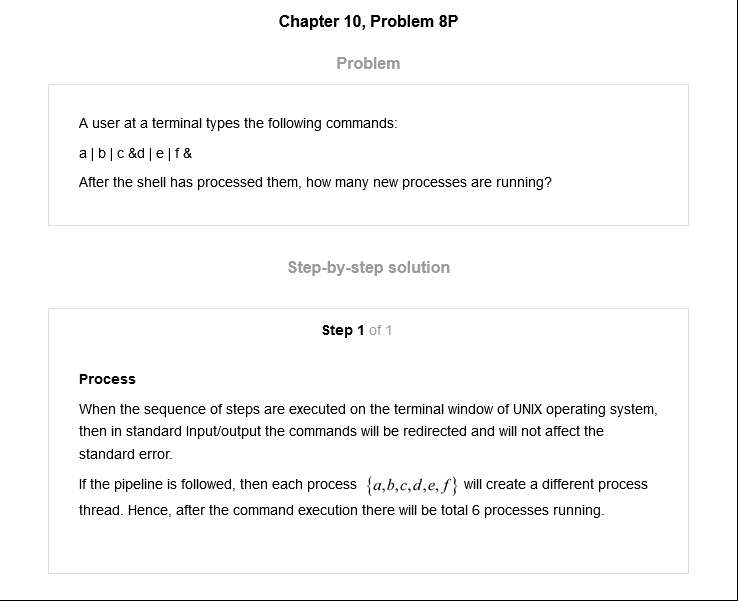 Chapter 10, Problem 8P
Problem
A user at a terminal types the following commands:
a | b | c &d | e | f &
After the shell has processed them, how many new processes are running?
Step-by-step solution
Step 1 of 1
Process
When the sequence of steps are executed on the terminal window of UNIX operating system,
then in standard Input/output the commands will be redirected and will not affect the
standard error.
If the pipeline is followed, then each process {a,b,c,d,e,f} will create a different process
thread. Hence, after the command execution there will be total 6 processes running.